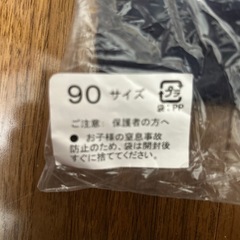 90 サイズ
プラ
袋:PP
ご注意: 保護者の方へ
● お子様の窒息事故
防止のため、袋は開封後
すぐに捨ててください。